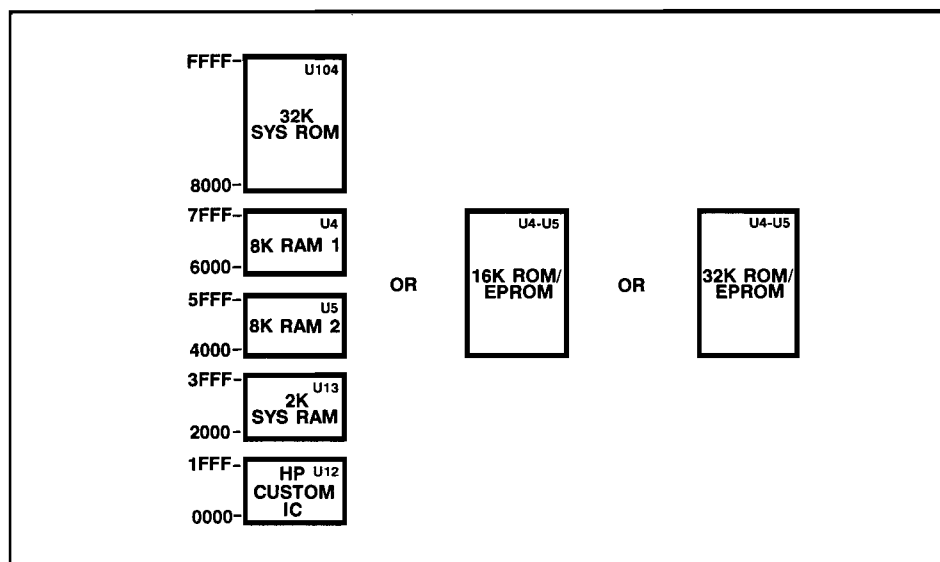 FFFF-
U104
32K
SYS ROM
8000-
7FFF-
U4
8K RAM 1
6000-
5FFF-
U5
8K RAM 2
4000-
3FFF-
U13
2K
SYS RAM
2000-
1FFF-
U12
HP
CUSTOM
IC
0000-
OR
U4-U5
16K ROM/
EPROM
OR
U4-U5
32K ROM/
EPROM